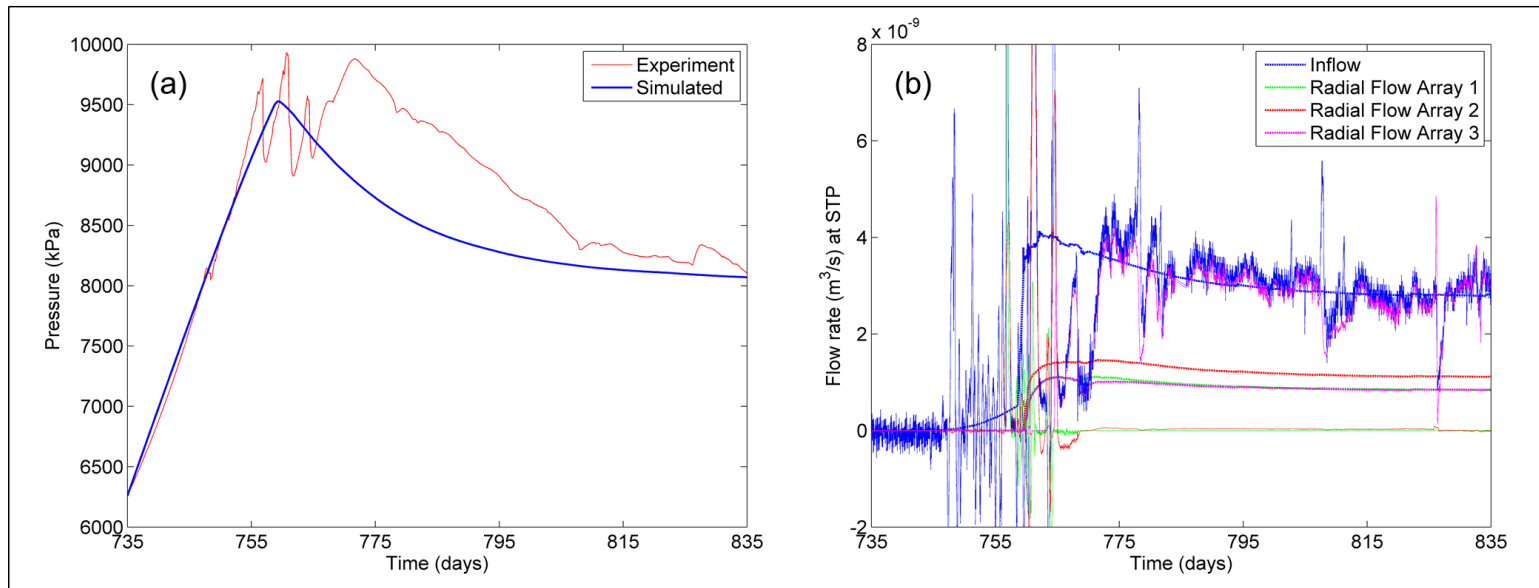 (a)
Experiment
Simulated
10000
9500
9000
8500
8000
7500
7000
6500
6000
Pressure (kPa)
735
755
775
795
815
835
Time (days)
x 10-9
(b)
Inflow
Radial Flow Array 1
Radial Flow Array 2
Radial Flow Array 3
8
6
4
2
0
-2
Flow rate (m3/s) at STP
735
755
775
795
815
835
Time (days)